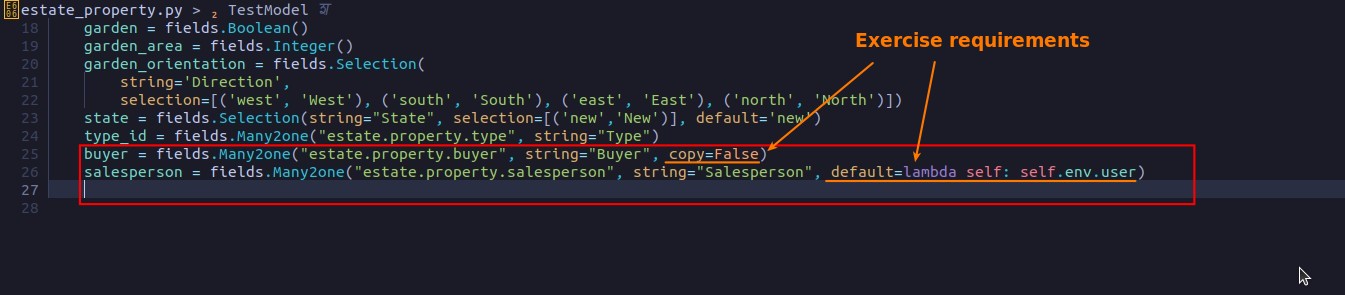 estate_property.py > TestModel
Exercise requirements
18 garden = fields.Boolean()
19 garden_area = fields.Integer()
20 garden_orientation = fields.Selection(
21 string='Direction',
22 selection=[('west', 'West'), ('south', 'South'), ('east', 'East'), ('north', 'North')])
23 state = fields.Selection(string="State", selection=[('new','New')], default='new')
24 type_id = fields.Many2one("estate.property.type", string="Type")
25 buyer = fields.Many2one("estate.property.buyer", string="Buyer", copy=False)
26 salesperson = fields.Many2one("estate.property.salesperson", string="Salesperson", default=lambda self: self.env.user)
27
28